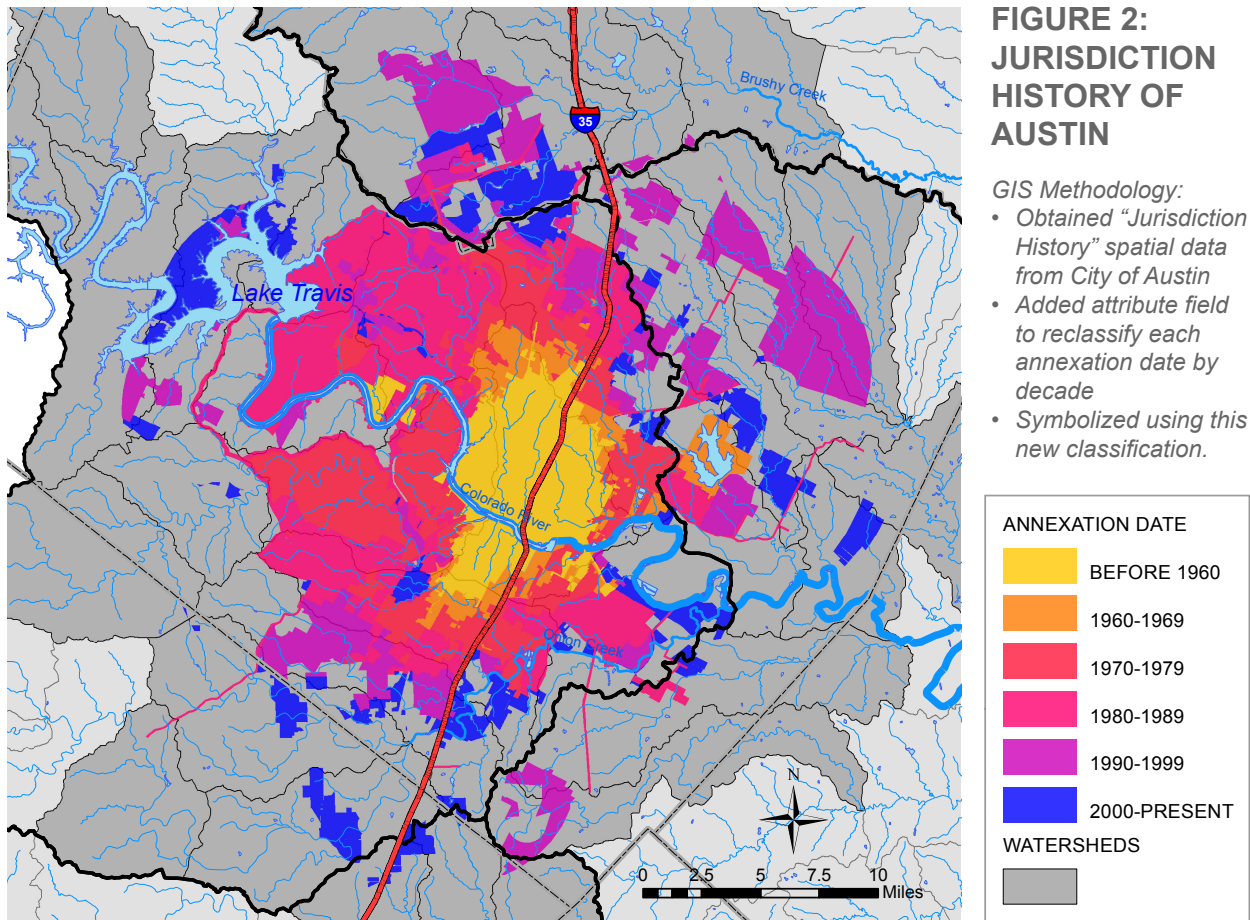 FIGURE 2:
JURISDICTION
HISTORY OF
AUSTIN
GIS Methodology:
• Obtained “Jurisdiction
History” spatial data
from City of Austin
• Added attribute field
to reclassify each
annexation date by
decade
• Symbolized using this
new classification.
Brushy Creek
35
Lake Travis
Colorado River
Onion Creek
N
0 2.5 5 7.5 10
Miles
ANNEXATION DATE
BEFORE 1960
1960-1969
1970-1979
1980-1989
1990-1999
2000-PRESENT
WATERSHEDS